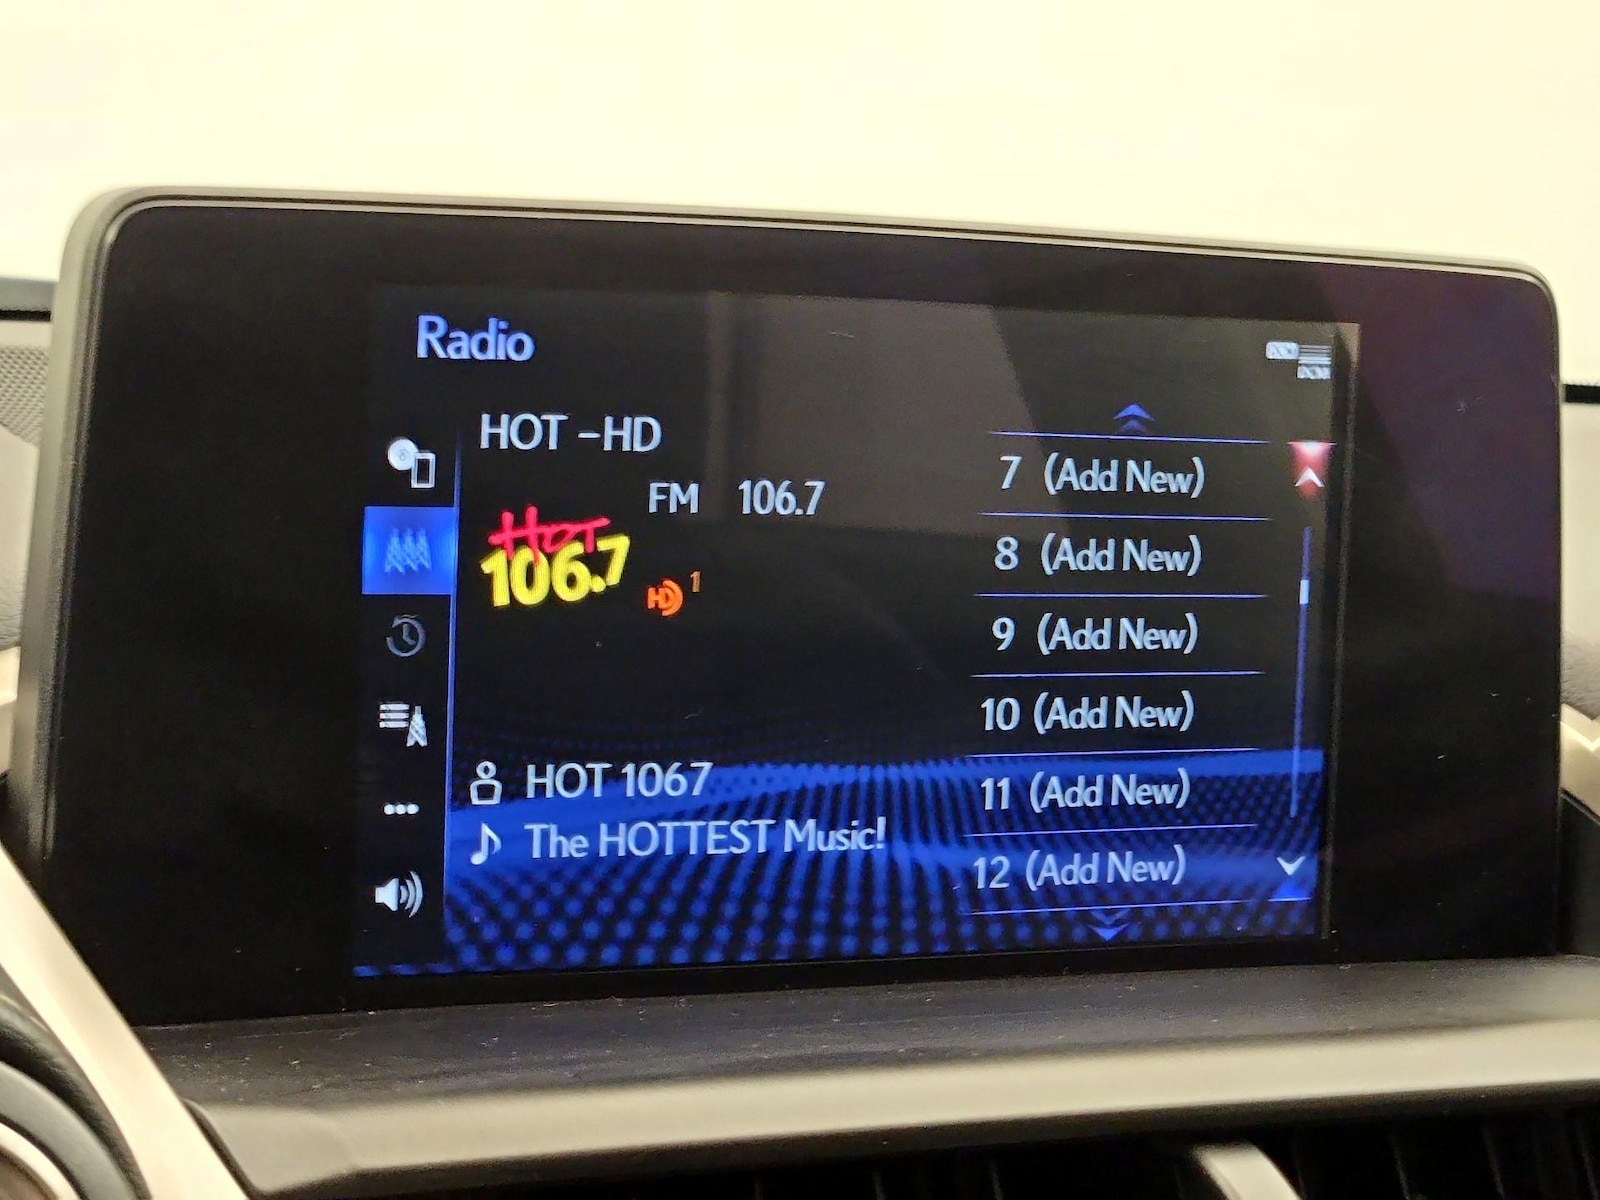 Radio
HOT -HD
FM 106.7
Hot
106.7
HD 1
HOT 1067
The HOTTEST Music!
7 (Add New)
8 (Add New)
9 (Add New)
10 (Add New)
11 (Add New)
12 (Add New)